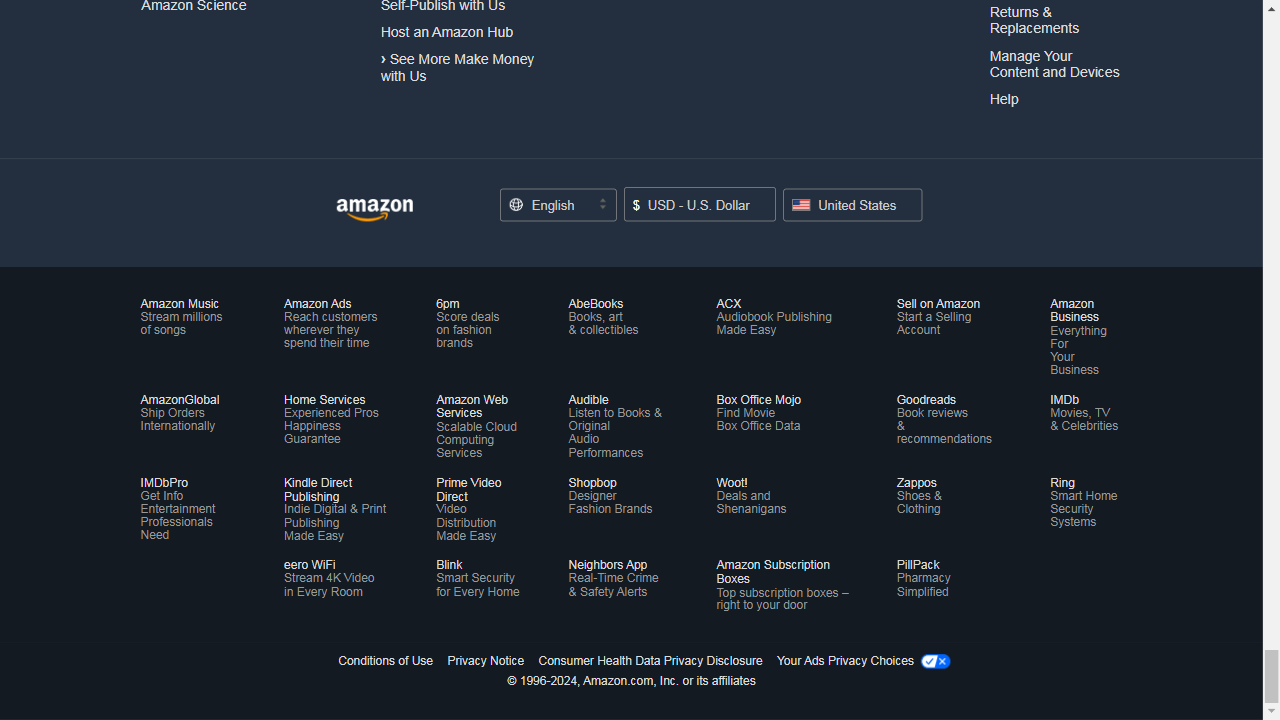 Amazon Science
Self-Publish with Us
Host an Amazon Hub
› See More Make Money
with Us
Returns &
Replacements
Manage Your
Content and Devices
Help
amazon
English
$ USD - U.S. Dollar
United States
Amazon Music
Stream millions
of songs
Amazon Ads
Reach customers
wherever they
spend their time
6pm
Score deals
on fashion
brands
AbeBooks
Books, art
& collectibles
ACX
Audiobook Publishing
Made Easy
Sell on Amazon
Start a Selling
Account
Amazon
Business
Everything
For
Your
Business
AmazonGlobal
Ship Orders
Internationally
Home Services
Experienced Pros
Happiness
Guarantee
Amazon Web
Services
Scalable Cloud
Computing
Services
Audible
Listen to Books &
Original
Audio
Performances
Box Office Mojo
Find Movie
Box Office Data
Goodreads
Book reviews
&
recommendations
IMDb
Movies, TV
& Celebrities
IMDbPro
Get Info
Entertainment
Professionals
Need
Kindle Direct
Publishing
Indie Digital & Print
Publishing
Made Easy
Prime Video
Direct
Video
Distribution
Made Easy
Shopbop
Designer
Fashion Brands
Woot!
Deals and
Shenanigans
Zappos
Shoes &
Clothing
Ring
Smart Home
Security
Systems
eero WiFi
Stream 4K Video
in Every Room
Blink
Smart Security
for Every Home
Neighbors App
Real-Time Crime
& Safety Alerts
Amazon Subscription
Boxes
Top subscription boxes –
right to your door
PillPack
Pharmacy
Simplified
Conditions of Use Privacy Notice Consumer Health Data Privacy Disclosure Your Ads Privacy Choices
© 1996-2024, Amazon.com, Inc. or its affiliates